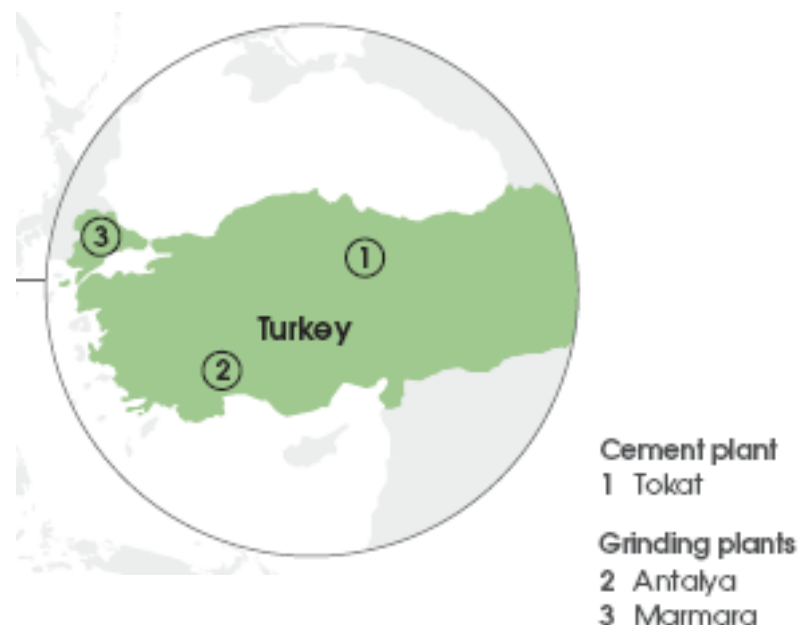 3
1
Turkey
2
Cement plant
1 Tokat
Grinding plants
2 Antalya
3 Marmara